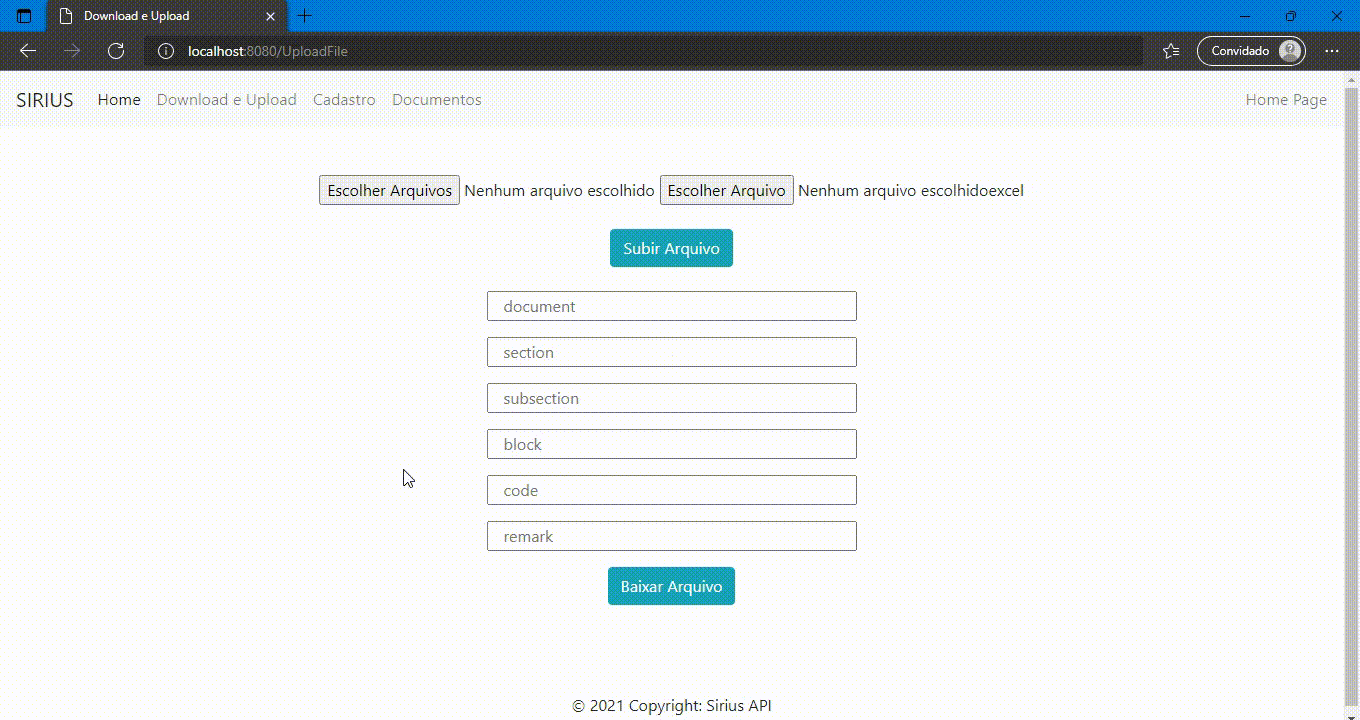 Download e Upload
localhost:8080/UploadFile
Convidado
SIRIUS Home Download e Upload Cadastro Documentos Home Page
Escolher Arquivos Nenhum arquivo escolhido Escolher Arquivo Nenhum arquivo escolhidoexcel
Subir Arquivo
document
section
subsection
block
code
remark
Baixar Arquivo
© 2021 Copyright: Sirius API